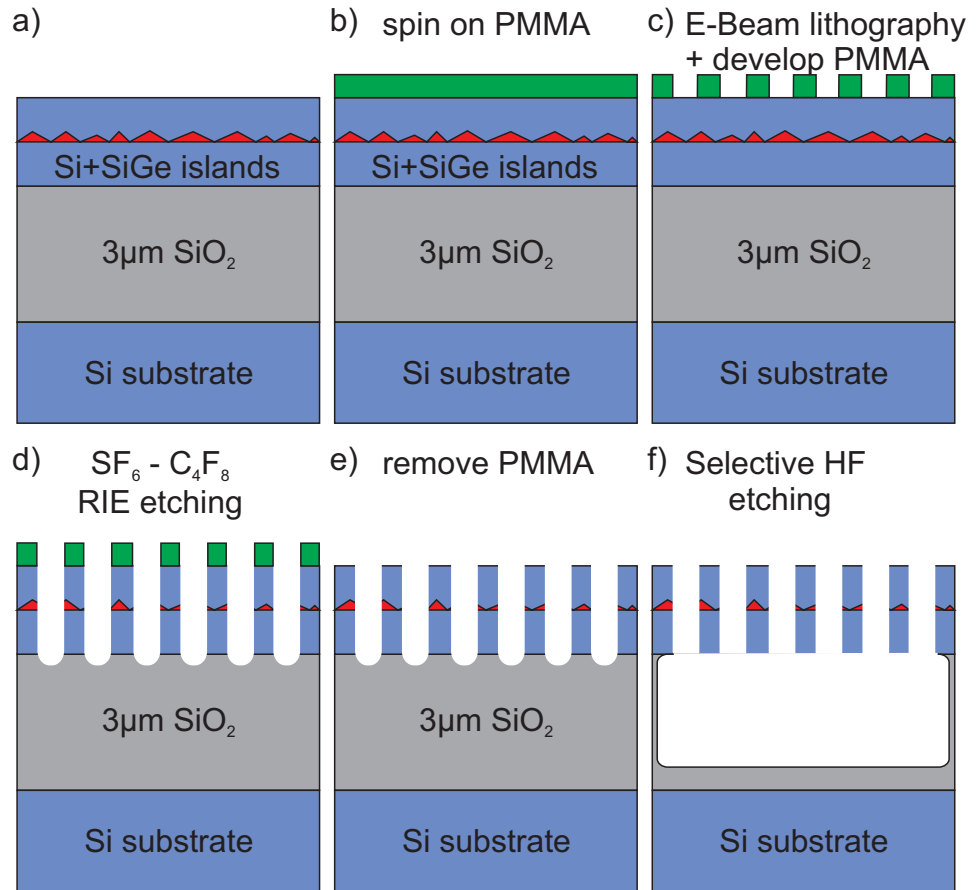 a)
Si+SiGe islands
3µm SiO₂
Si substrate
b) spin on PMMA
Si+SiGe islands
3µm SiO₂
Si substrate
c) E-Beam lithography
+ develop PMMA
3µm SiO₂
Si substrate
d) SF₆ - C₄F₈
RIE etching
3µm SiO₂
Si substrate
e) remove PMMA
3µm SiO₂
Si substrate
f) Selective HF
etching
Si substrate